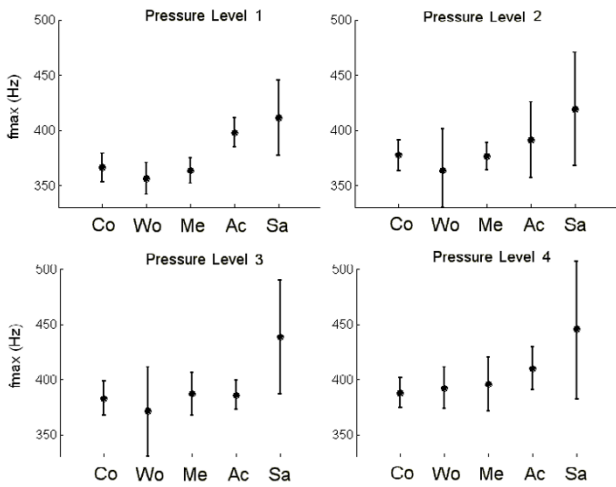 Pressure Level 1
500
450
400
350
fmax (Hz)
Co Wo Me Ac Sa
Pressure Level 2
500
450
400
350
Co Wo Me Ac Sa
Pressure Level 3
500
450
400
350
fmax (Hz)
Co Wo Me Ac Sa
Pressure Level 4
500
450
400
350
Co Wo Me Ac Sa